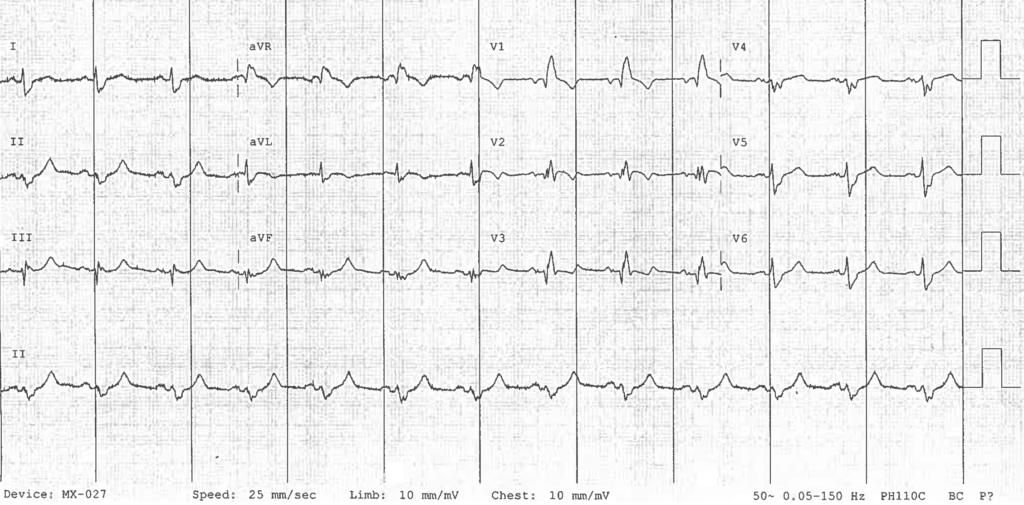 I aVR V1 V4
II aVL V2 V5
III aVF V3 V6
II
Device: MX-027 Speed: 25 mm/sec Limb: 10 mm/mV Chest: 10 mm/mV 50~ 0.05-150 Hz PH110C BC P?